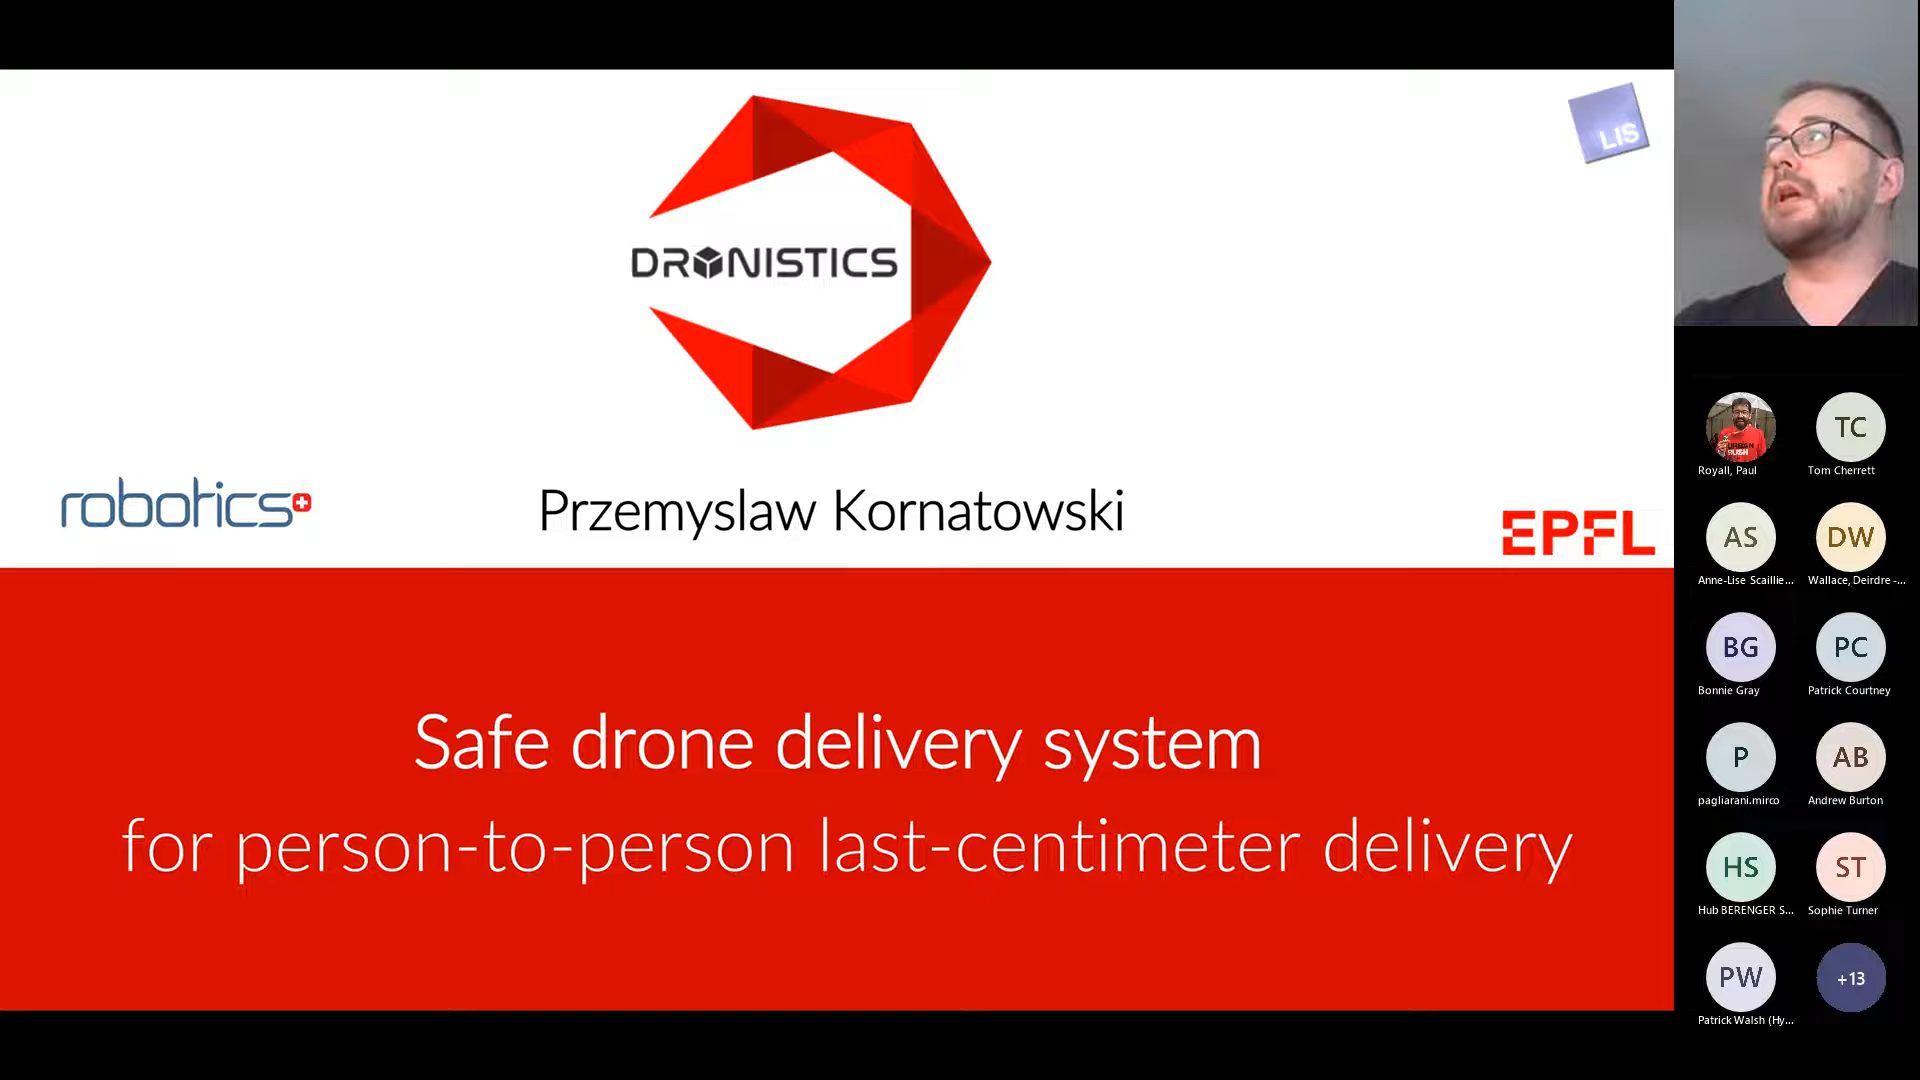 LIS
DRONISTICS
robotics
Przemyslaw Kornatowski
EPFL
Safe drone delivery system
for person-to-person last-centimeter delivery
URBAN
RUSH
TC
Royall, Paul
Tom Cherrett
AS
DW
Anne-Lise Scaillie...
Wallace, Deirdre -...
BG
PC
Bonnie Gray
Patrick Courtney
P
AB
pagliarani.mirco
Andrew Burton
HS
ST
Hub BERENGER S...
Sophie Turner
PW
+13
Patrick Walsh (Hy...